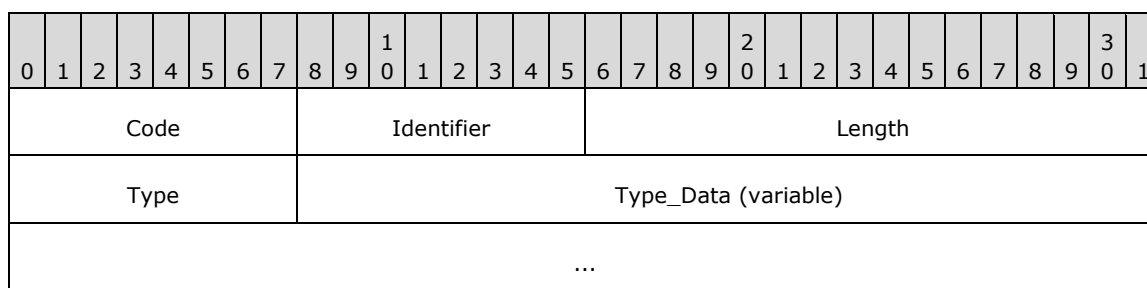 1 2 3
0 1 2 3 4 5 6 7 8 9 0 1 2 3 4 5 6 7 8 9 0 1 2 3 4 5 6 7 8 9 0 1
Code Identifier Length
Type Type_Data (variable)
...